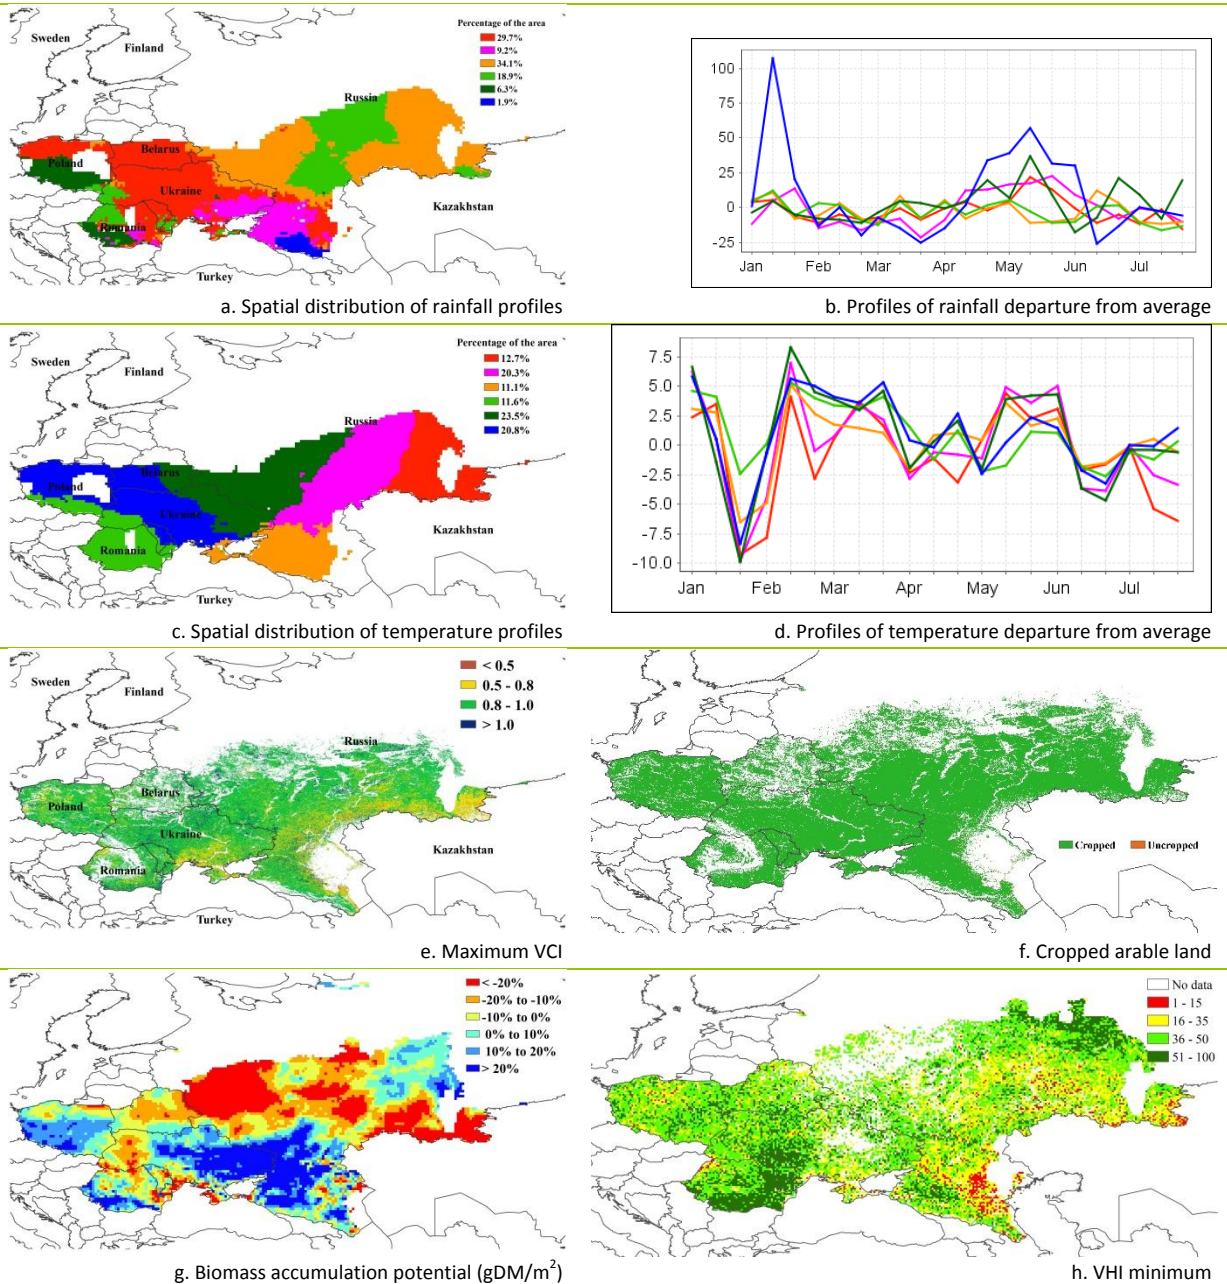 Sweden
Finland
Russia
Belarus
Poland
Ukraine
Romania
Kazakhstan
Turkey
Percentage of the area
29.7%
9.2%
34.1%
18.9%
6.3%
1.9%
a. Spatial distribution of rainfall profiles
100
75
50
25
0
-25
Jan Feb Mar Apr May Jun Jul
b. Profiles of rainfall departure from average
Sweden
Finland
Russia
Belarus
Poland
Ukraine
Romania
Kazakhstan
Turkey
Percentage of the area
12.7%
20.3%
11.1%
11.6%
23.5%
20.8%
c. Spatial distribution of temperature profiles
7.5
5.0
2.5
0.0
-2.5
-5.0
-7.5
-10.0
Jan Feb Mar Apr May Jun Jul
d. Profiles of temperature departure from average
Sweden
Finland
Russia
Belarus
Poland
Ukraine
Romania
Kazakhstan
Turkey
< 0.5
0.5 - 0.8
0.8 - 1.0
> 1.0
e. Maximum VCI
Cropped Uncropped
f. Cropped arable land
< -20%
-20% to -10%
-10% to 0%
0% to 10%
10% to 20%
> 20%
g. Biomass accumulation potential (gDM/m²)
No data
1 - 15
16 - 35
36 - 50
51 - 100
h. VHI minimum